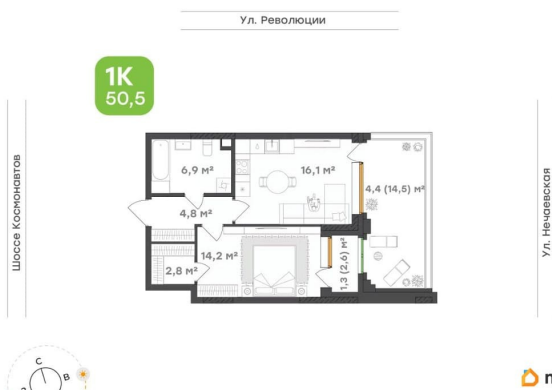 Ул. Революции
1К
50,5
Шоссе Космонавтов
Ул. Нечаевская
6,9 м²
16,1 м²
4,4 (14,5) м²
4,8 м²
14,2 м²
1,3 (2,6) м²
2,8 м²
С
В